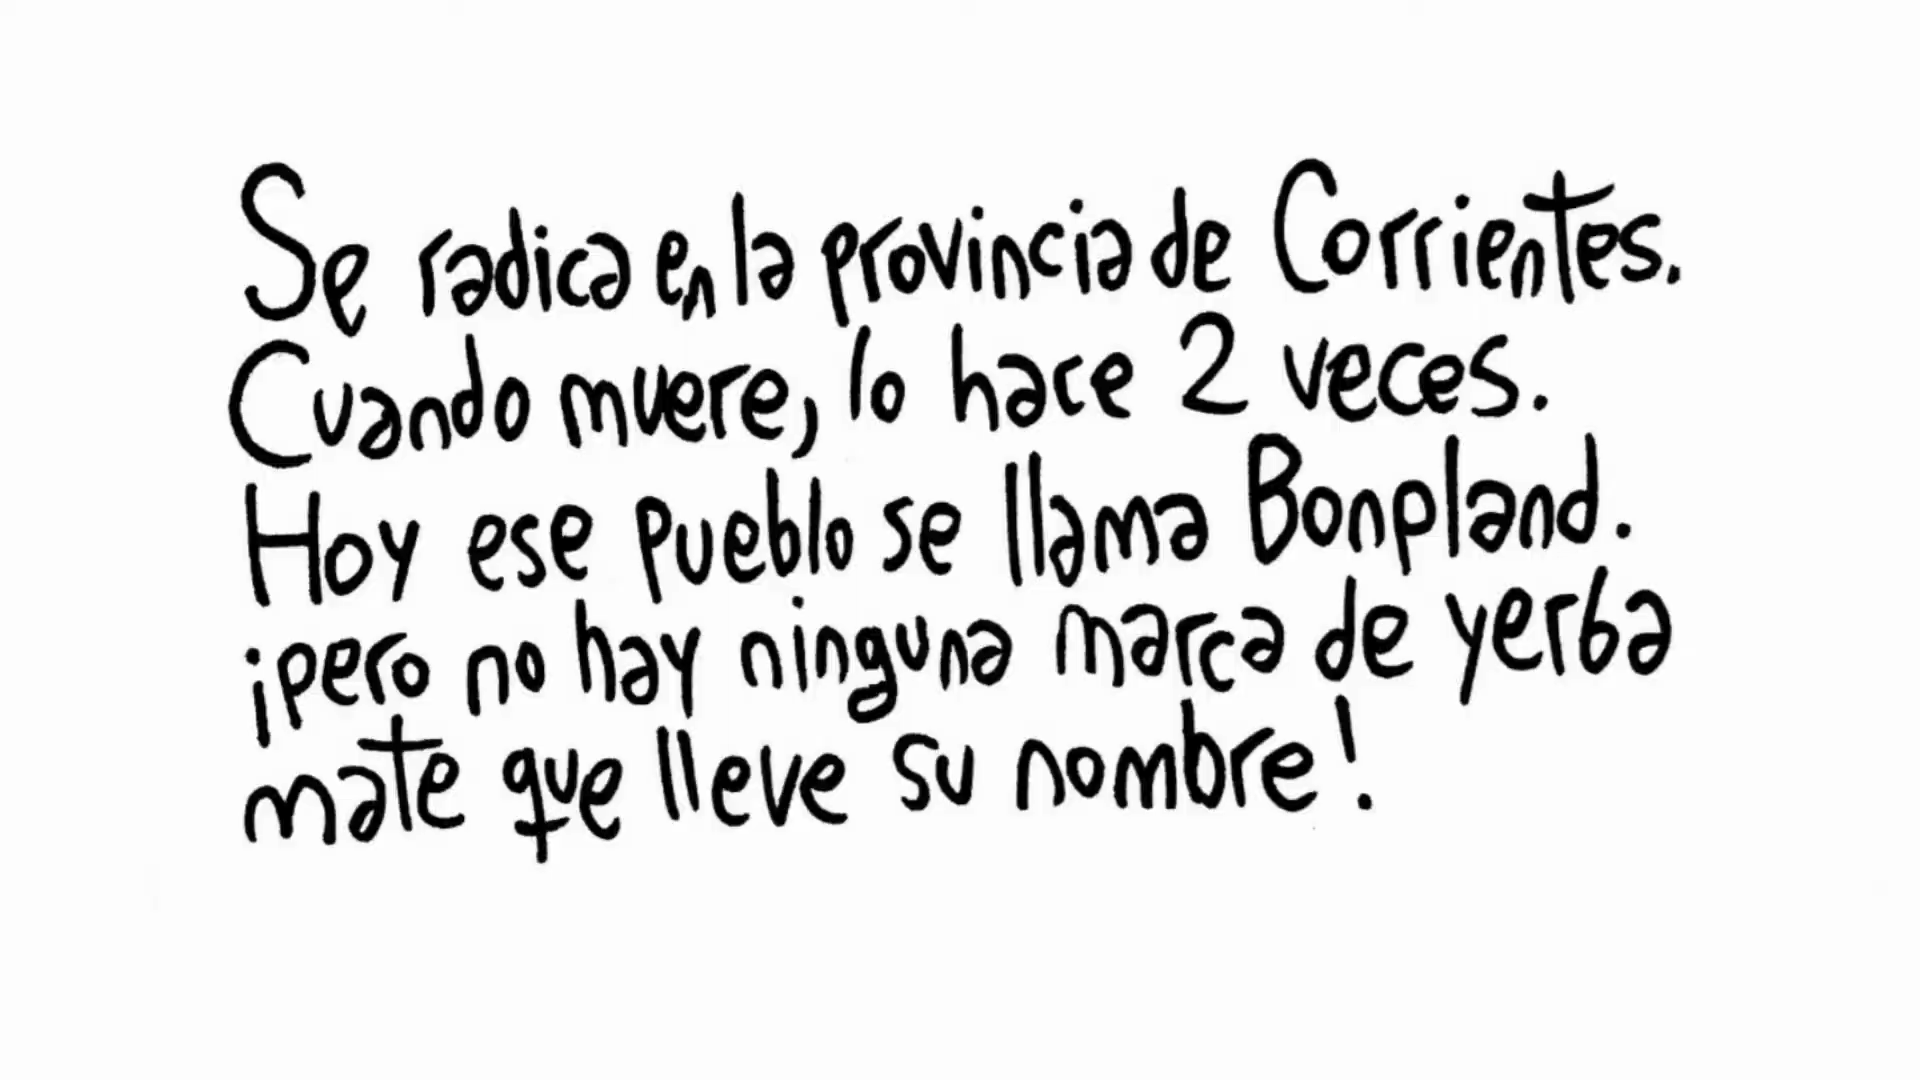 Se radica en la provincia de Corrientes.
Cuando muere, lo hace 2 veces.
Hoy ese pueblo se llama Bonpland.
¡pero no hay ninguna marca de yerba
mate que lleve su nombre!